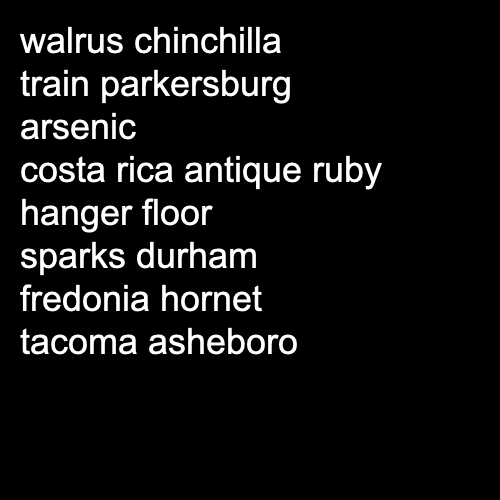 walrus chinchilla
train parkersburg
arsenic
costa rica antique ruby
hanger floor
sparks durham
fredonia hornet
tacoma asheboro